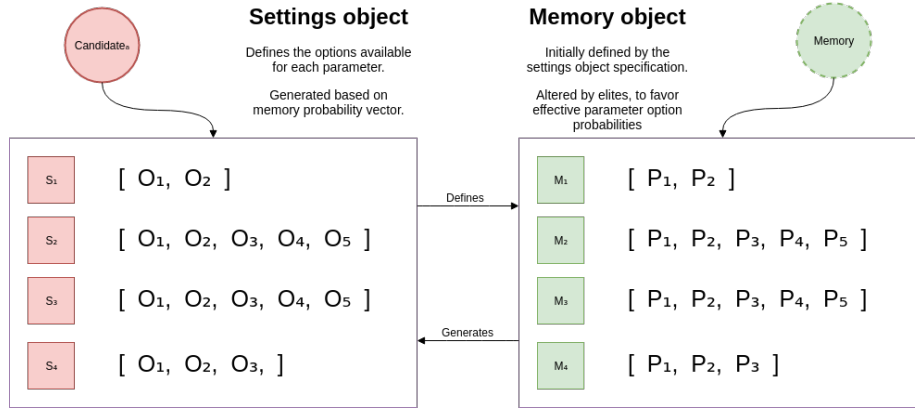 Settings object
Memory object
Candidateₐ
Memory
Defines the options available
for each parameter.
Generated based on
memory probability vector.
Initially defined by the
settings object specification.
Altered by elites, to favor
effective parameter option
probabilities
S₁
[ O₁, O₂ ]
S₂
[ O₁, O₂, O₃, O₄, O₅ ]
S₃
[ O₁, O₂, O₃, O₄, O₅ ]
S₄
[ O₁, O₂, O₃, ]
Defines
Generates
M₁
[ P₁, P₂ ]
M₂
[ P₁, P₂, P₃, P₄, P₅ ]
M₃
[ P₁, P₂, P₃, P₄, P₅ ]
M₄
[ P₁, P₂, P₃ ]